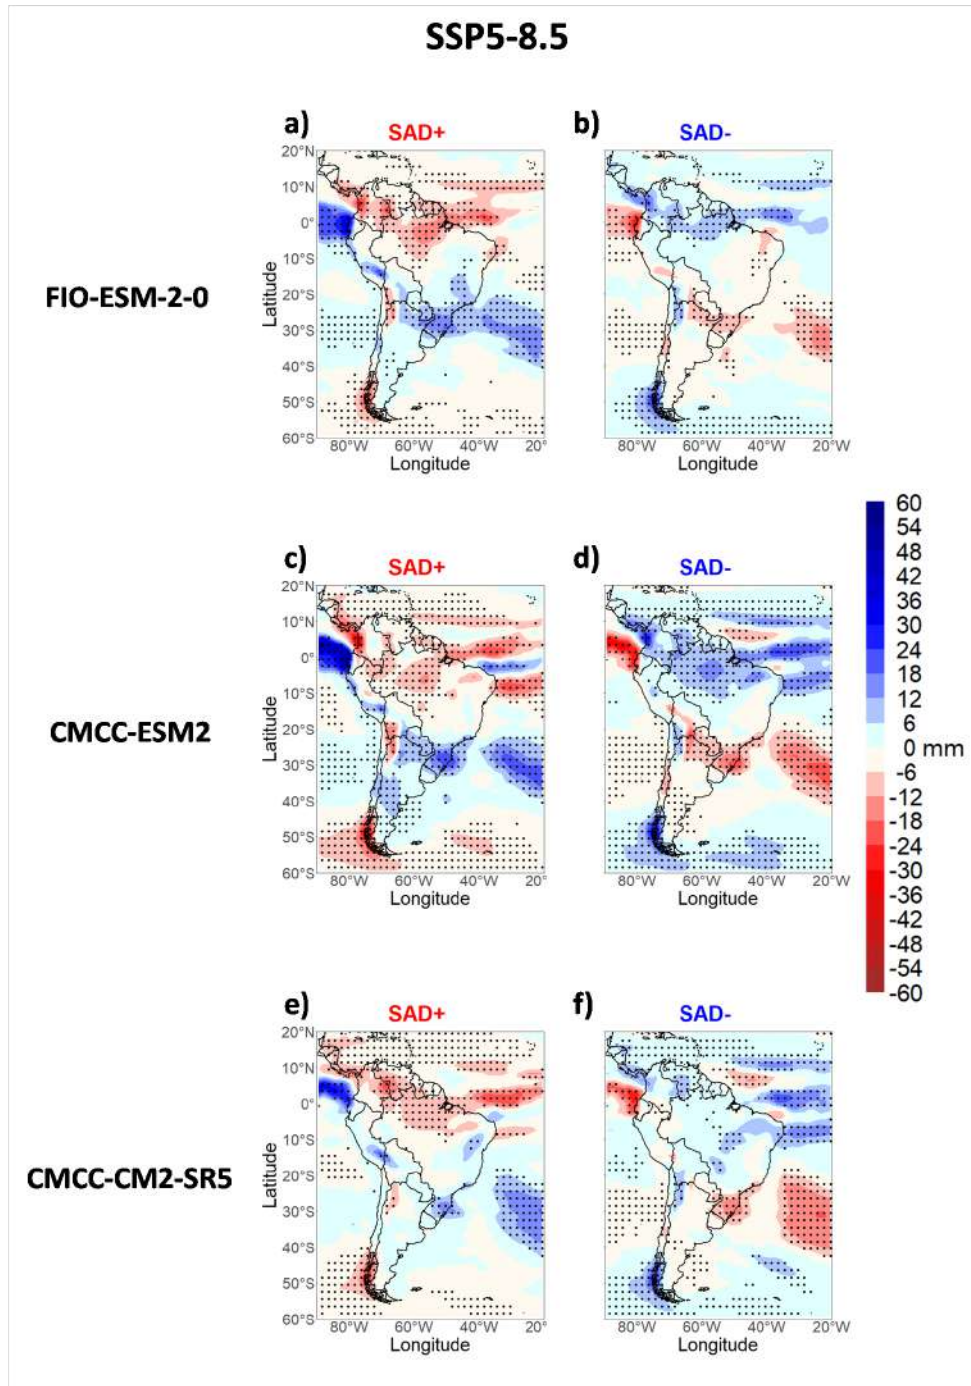 SSP5-8.5
a)
SAD+
b)
SAD-
FIO-ESM-2-0
Latitude
20°N
10°N
0°
10°S
20°S
30°S
40°S
50°S
60°S
80°W 60°W 40°W 20°
Longitude
80°W 60°W 40°W 20°W
Longitude
c)
SAD+
d)
SAD-
CMCC-ESM2
Latitude
20°N
10°N
0°
10°S
20°S
30°S
40°S
50°S
60°S
80°W 60°W 40°W 20°
Longitude
80°W 60°W 40°W 20°W
Longitude
60
54
48
42
36
30
24
18
12
6
0 mm
-6
-12
-18
-24
-30
-36
-42
-48
-54
-60
e)
SAD+
f)
SAD-
CMCC-CM2-SR5
Latitude
20°N
10°N
0°
10°S
20°S
30°S
40°S
50°S
60°S
80°W 60°W 40°W 20°W
Longitude
80°W 60°W 40°W 20°W
Longitude